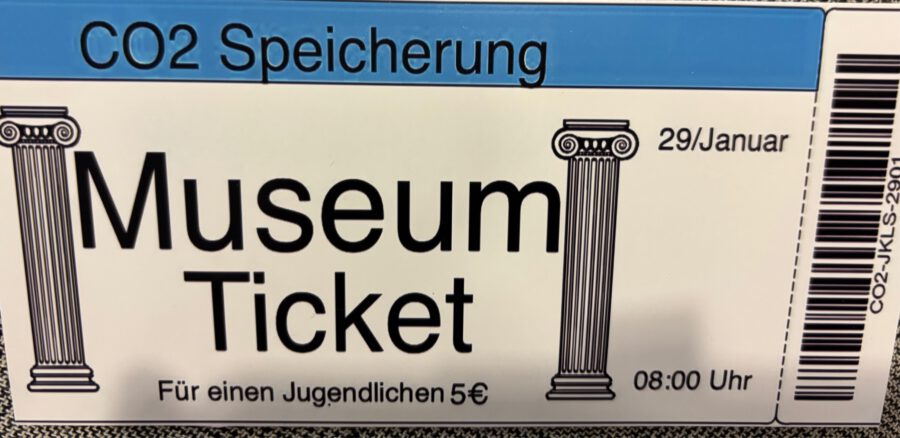 CO2 Speicherung
29/Januar
Museum
Ticket
Für einen Jugendlichen 5€
08:00 Uhr
CO2-JKLS-2901